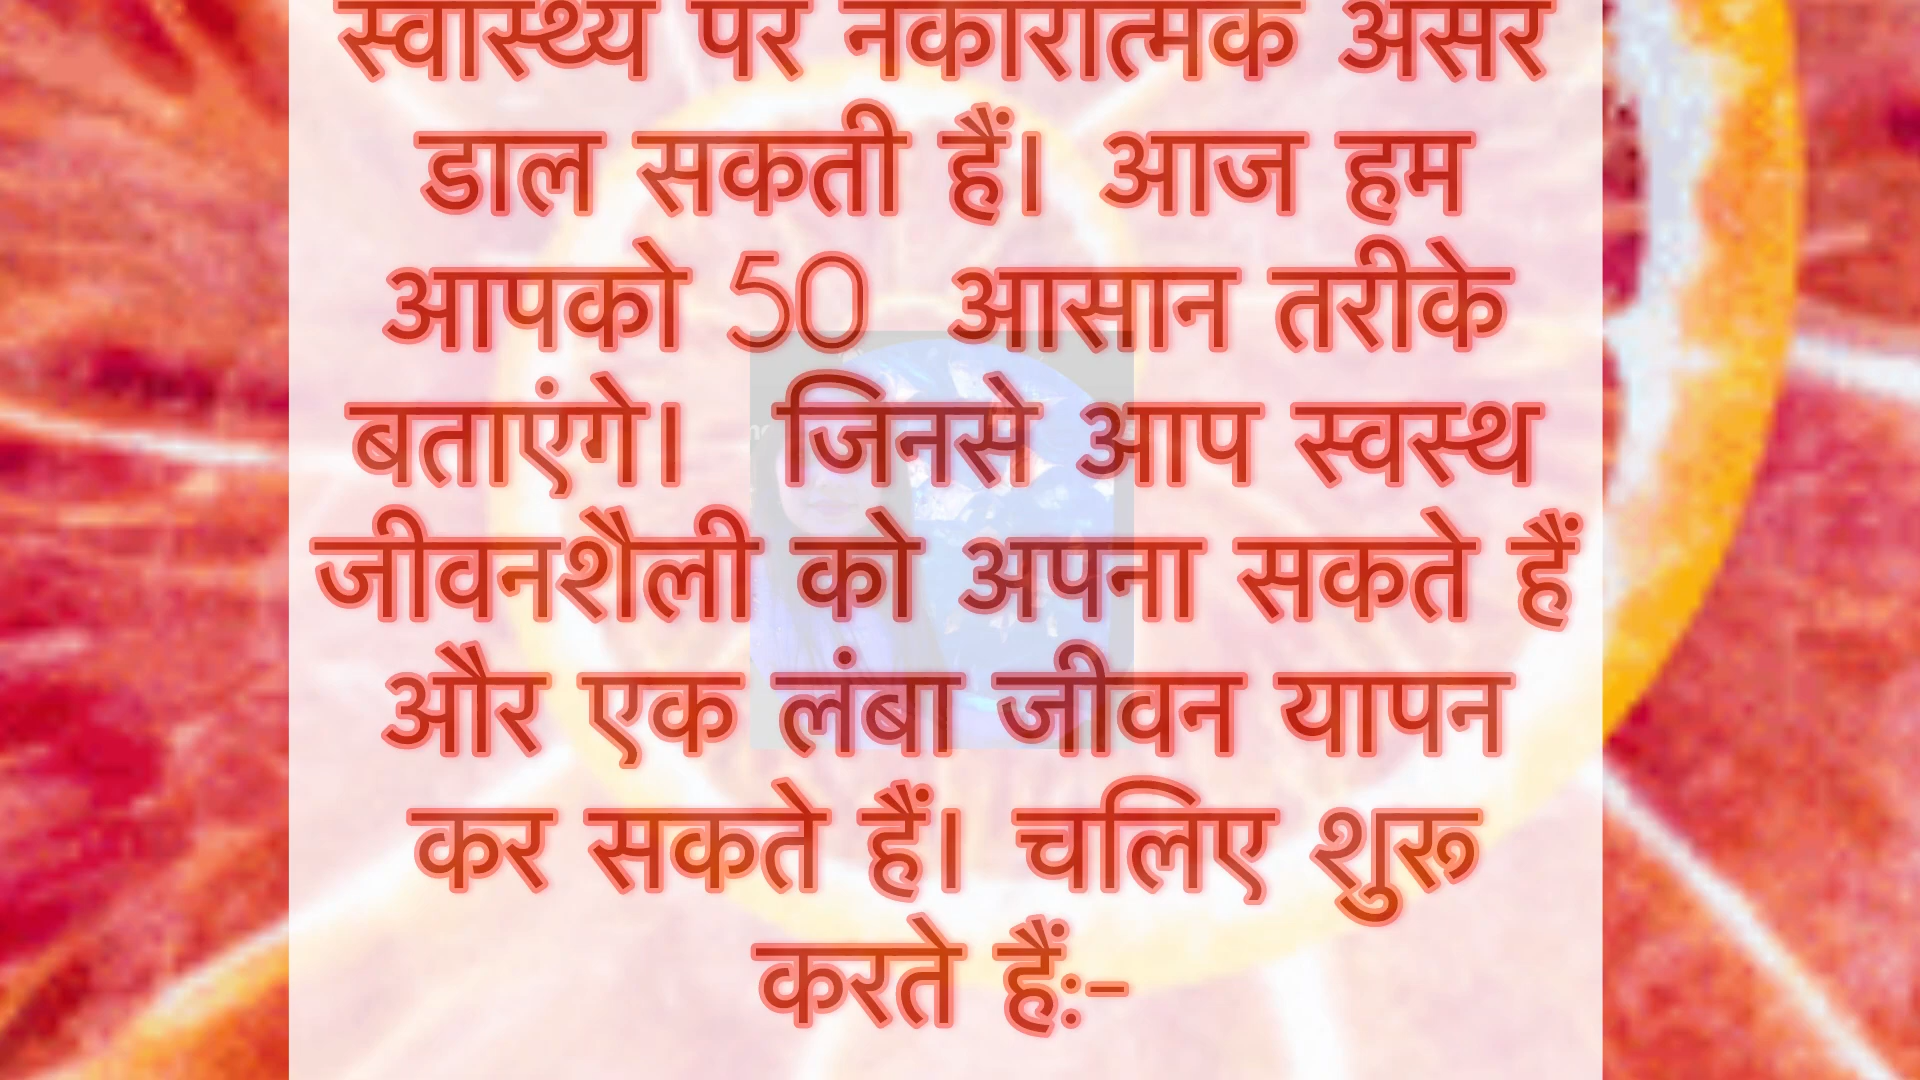 स्वास्थ्य पर नकारात्मक असर
डाल सकती हैं। आज हम
आपको 50 आसान तरीके
बताएंगे। जिनसे आप स्वस्थ
जीवनशैली को अपना सकते हैं
और एक लंबा जीवन यापन
कर सकते हैं। चलिए शुरू
करते हैं:-